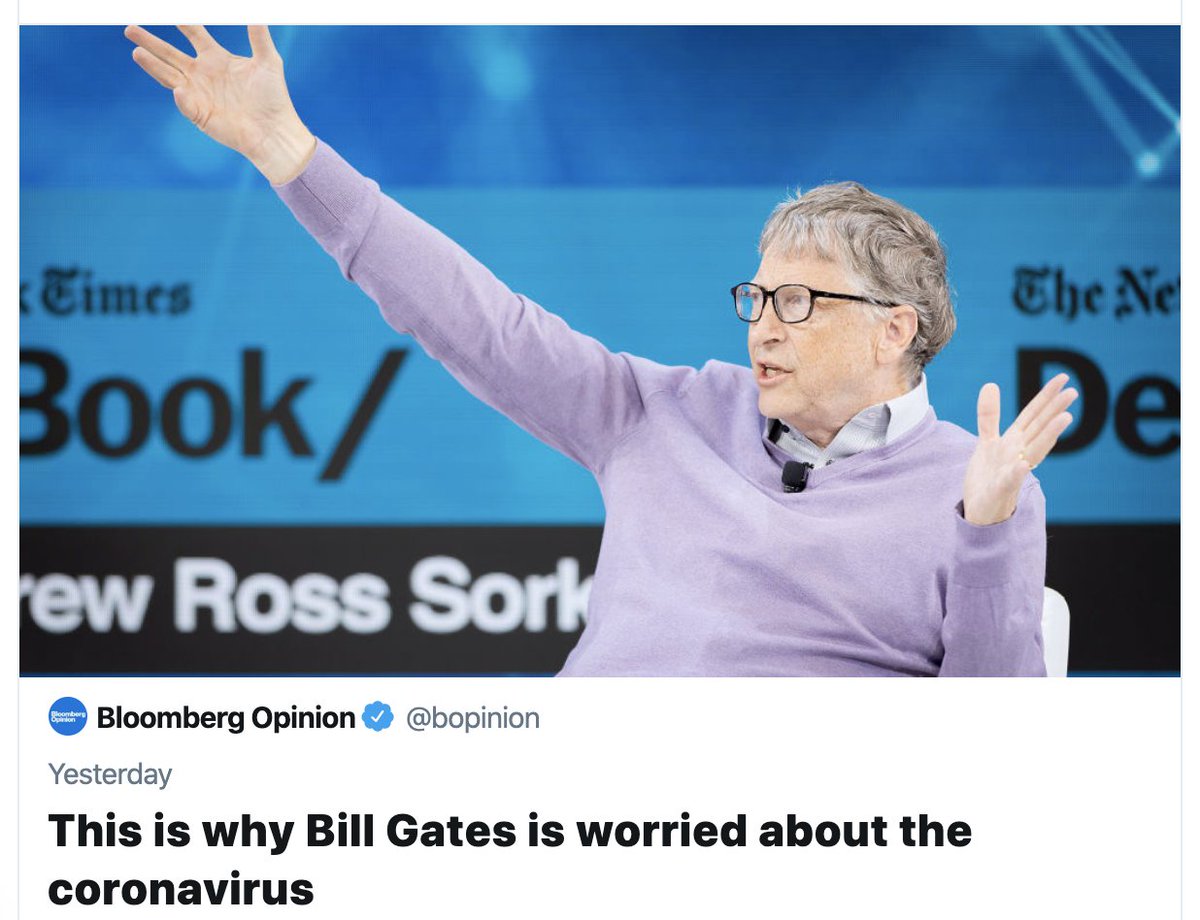 k Times
The Ne
Book/
De
rew Ross Sork
Bloomberg Opinion @bopinion
Bloomberg
Opinion
Yesterday
This is why Bill Gates is worried about the
coronavirus